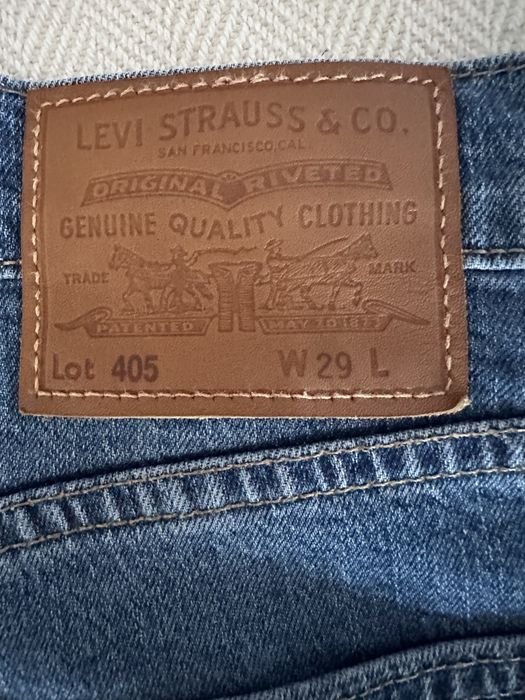 LEVI STRAUSS & CO.
SAN FRANCISCO, CAL.
ORIGINAL RIVETED
GENUINE QUALITY CLOTHING
TRADE MARK
PATENTED MAY 20 1873
Lot 405 W 29 L